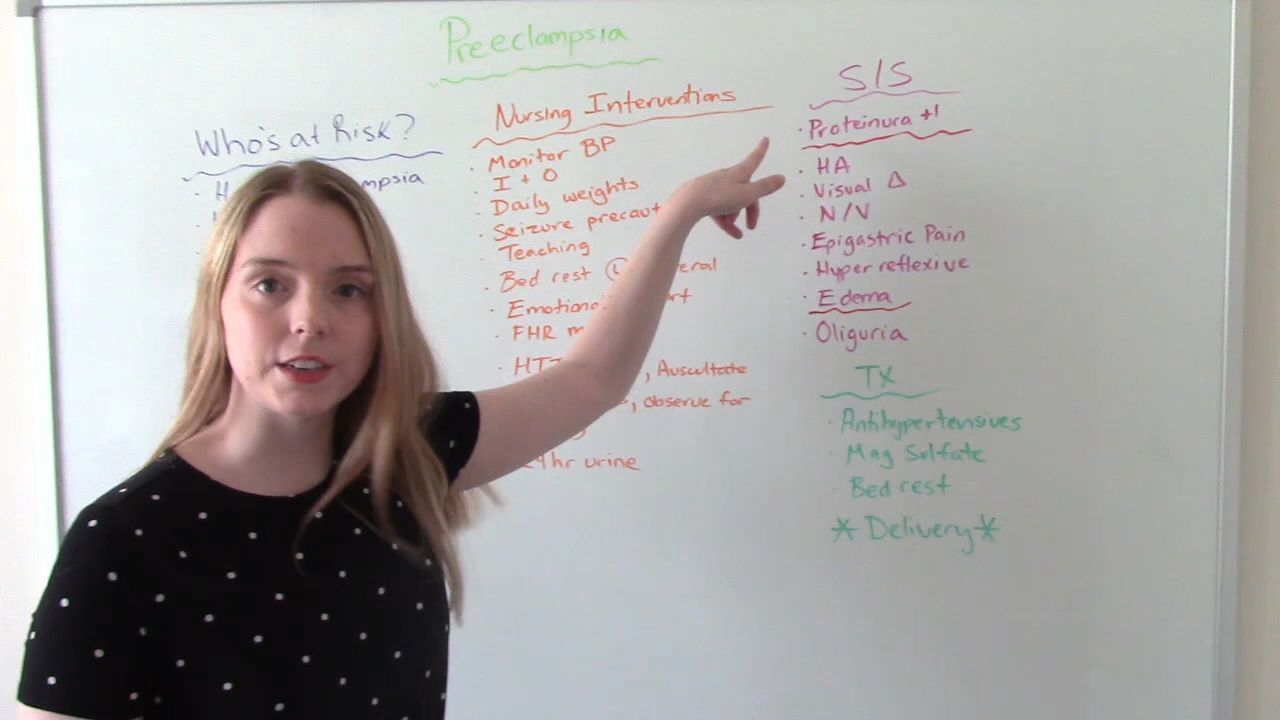 Preeclampsia
Who's at Risk?
mpsia
Nursing Interventions
· Monitor BP
· I + O
· Daily weights
· Seizure precaut
· Teaching
· Bed rest Ⓛ eral
· Emotiona rt
· FHR m
· HT , Auscultate
, observe for
hr urine
S/S
· Proteinura +1
· HA
· Visual Δ
· N/V
· Epigastric Pain
· Hyper reflexive
· Edema
· Oliguria
TX
· Antihypertensives
· Mag Sulfate
· Bed rest
* Delivery *